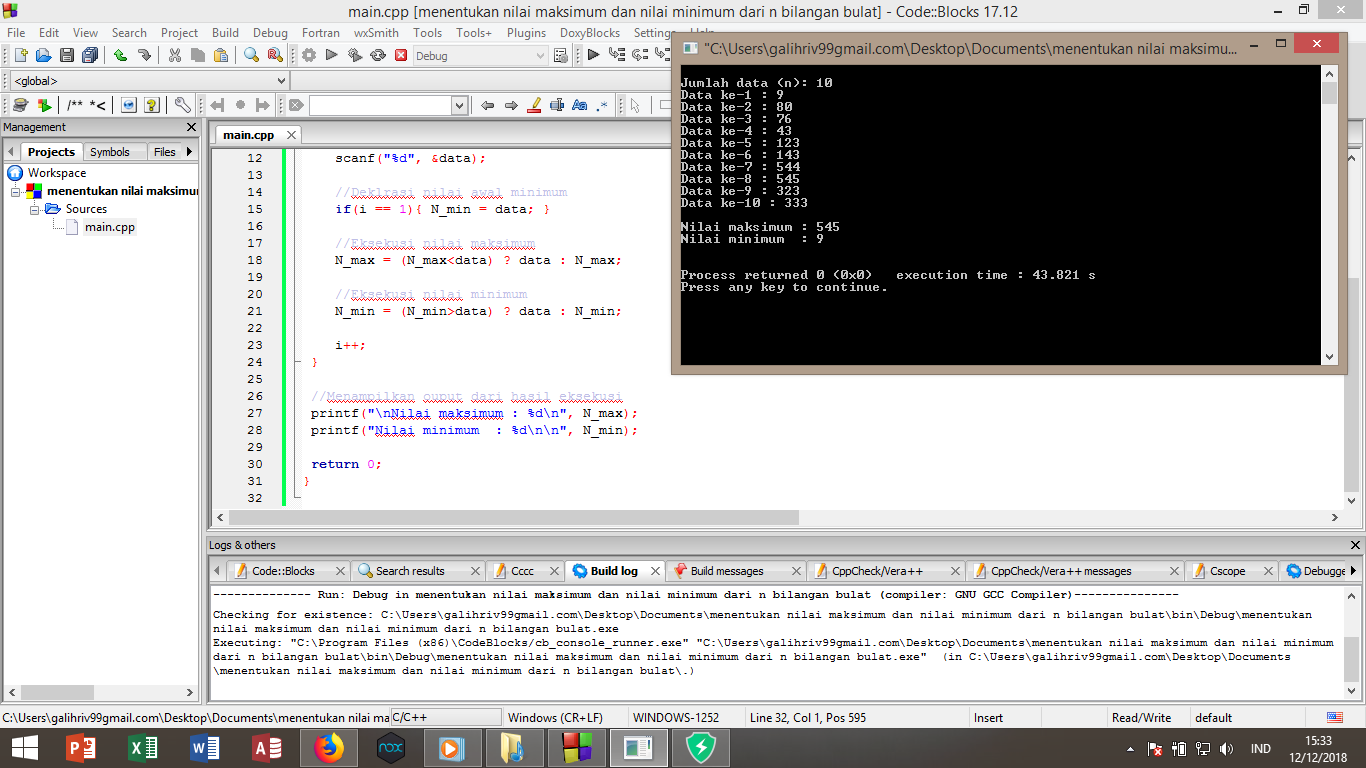 main.cpp [menentukan nilai maksimum dan nilai minimum dari n bilangan bulat] - Code::Blocks 17.12
File Edit View Search Project Build Debug Fortran wxSmith Tools Tools+ Plugins DoxyBlocks Settings
Debug
<global>
/** *<
Aa .*
Management
Projects Symbols Files
Workspace
menentukan nilai maksimum
Sources
main.cpp
main.cpp
12 scanf("%d", &data);
13
14 //Deklrasi nilai awal minimum
15 if(i == 1){ N_min = data; }
16
17 //Eksekusi nilai maksimum
18 N_max = (N_max<data) ? data : N_max;
19
20 //Eksekusi nilai minimum
21 N_min = (N_min>data) ? data : N_min;
22
23 i++;
24 }
25
26 //Menampilkan ouput dari hasil eksekusi
27 printf("\nNilai maksimum : %d\n", N_max);
28 printf("Nilai minimum  : %d\n\n", N_min);
29
30 return 0;
31 }
32
"C:\Users\galihriv99gmail.com\Desktop\Documents\menentukan nilai maksimu...
Jumlah data (n): 10
Data ke-1 : 9
Data ke-2 : 80
Data ke-3 : 76
Data ke-4 : 43
Data ke-5 : 123
Data ke-6 : 143
Data ke-7 : 544
Data ke-8 : 545
Data ke-9 : 323
Data ke-10 : 333
Nilai maksimum : 545
Nilai minimum  : 9
Process returned 0 (0x0)   execution time : 43.821 s
Press any key to continue.
Logs & others
Code::Blocks Search results Cccc Build log Build messages CppCheck/Vera++ CppCheck/Vera++ messages Cscope Debugge
-------------- Run: Debug in menentukan nilai maksimum dan nilai minimum dari n bilangan bulat (compiler: GNU GCC Compiler)---------------
Checking for existence: C:\Users\galihriv99gmail.com\Desktop\Documents\menentukan nilai maksimum dan nilai minimum dari n bilangan bulat\bin\Debug\menentukan
nilai maksimum dan nilai minimum dari n bilangan bulat.exe
Executing: "C:\Program Files (x86)\CodeBlocks/cb_console_runner.exe" "C:\Users\galihriv99gmail.com\Desktop\Documents\menentukan nilai maksimum dan nilai minimum
dari n bilangan bulat\bin\Debug\menentukan nilai maksimum dan nilai minimum dari n bilangan bulat.exe"  (in C:\Users\galihriv99gmail.com\Desktop\Documents
\menentukan nilai maksimum dan nilai minimum dari n bilangan bulat\.)
C:\Users\galihriv99gmail.com\Desktop\Documents\menentukan nilai ma C/C++ Windows (CR+LF) WINDOWS-1252 Line 32, Col 1, Pos 595 Insert Read/Write default
nox
IND
15:33
12/12/2018